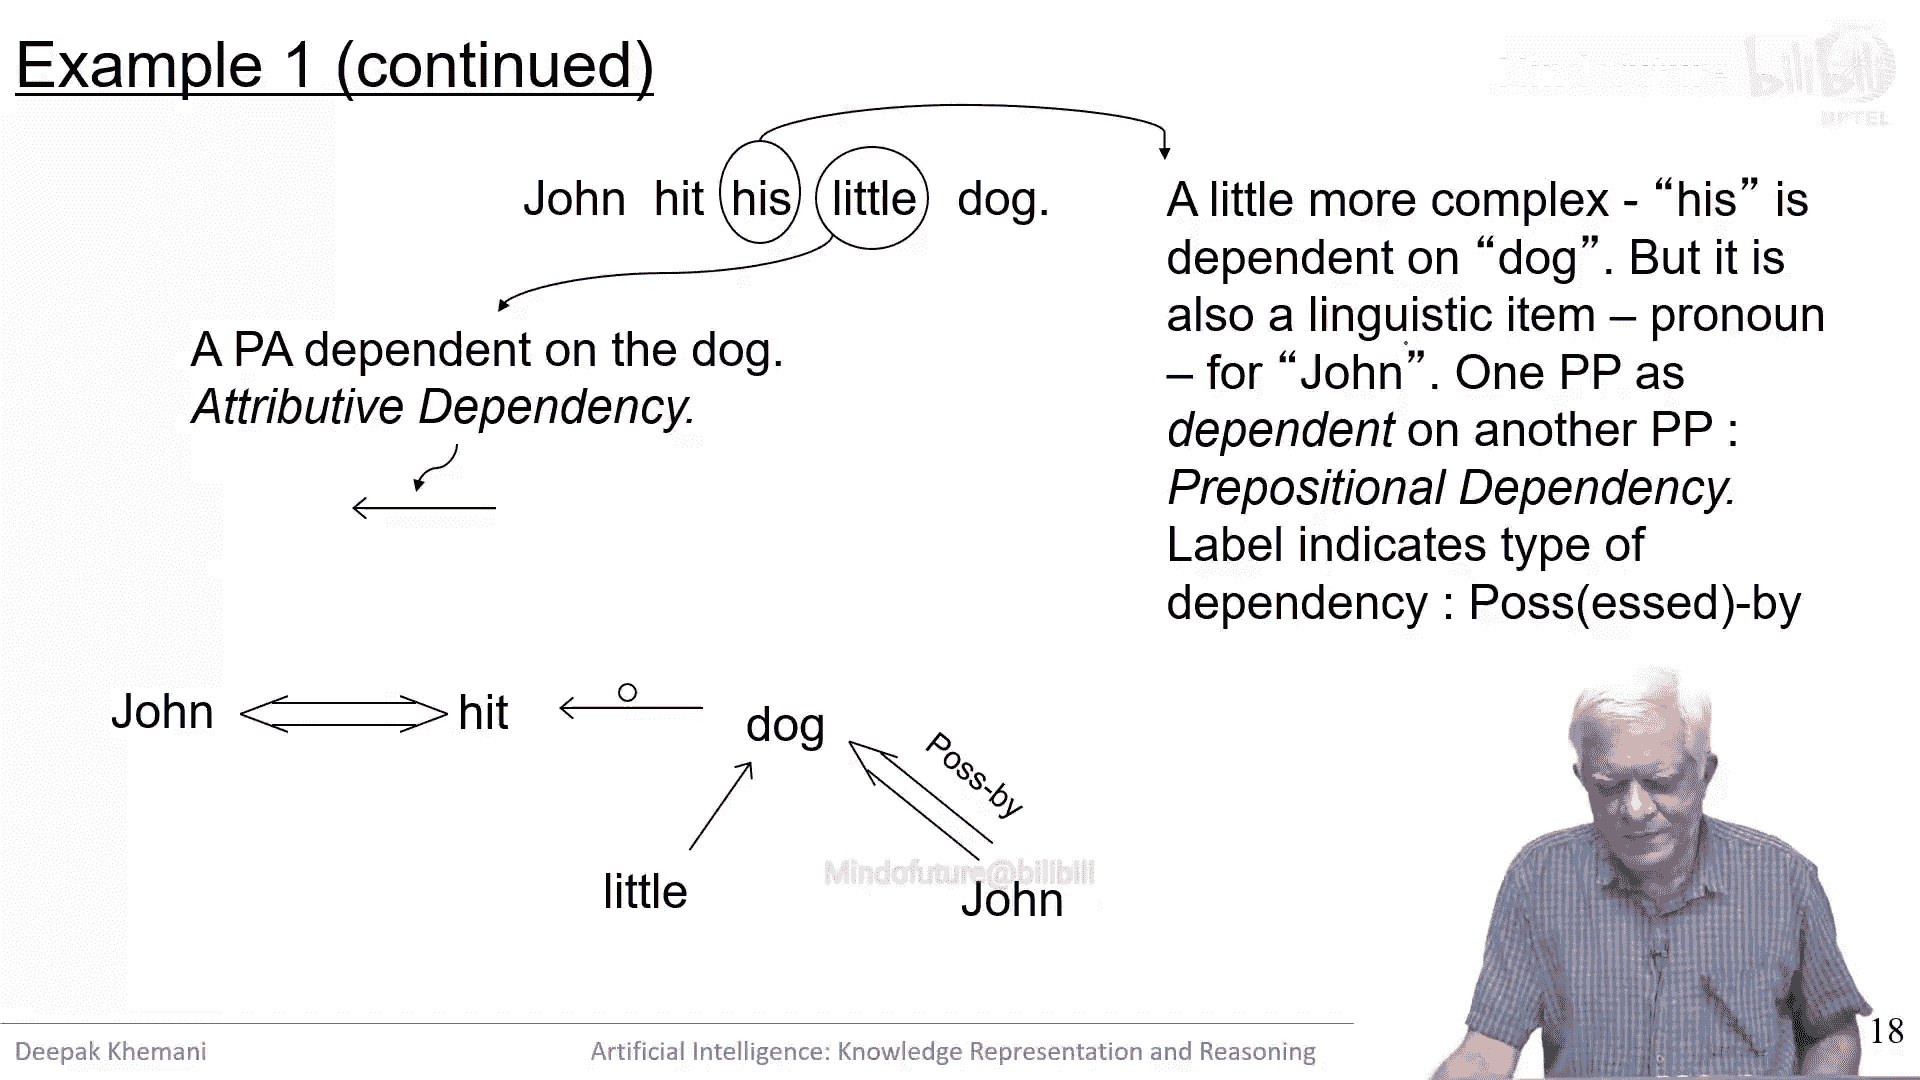 Example 1 (continued)
bilibili
NPTEL
John hit his little dog.
A PA dependent on the dog.
Attributive Dependency.
A little more complex - “his” is
dependent on “dog”. But it is
also a linguistic item – pronoun
– for “John”. One PP as
dependent on another PP :
Prepositional Dependency.
Label indicates type of
dependency : Poss(essed)-by
John hit dog
Poss-by
little
John
Mindofuture@bilibili
Deepak Khemani
Artificial Intelligence: Knowledge Representation and Reasoning
18